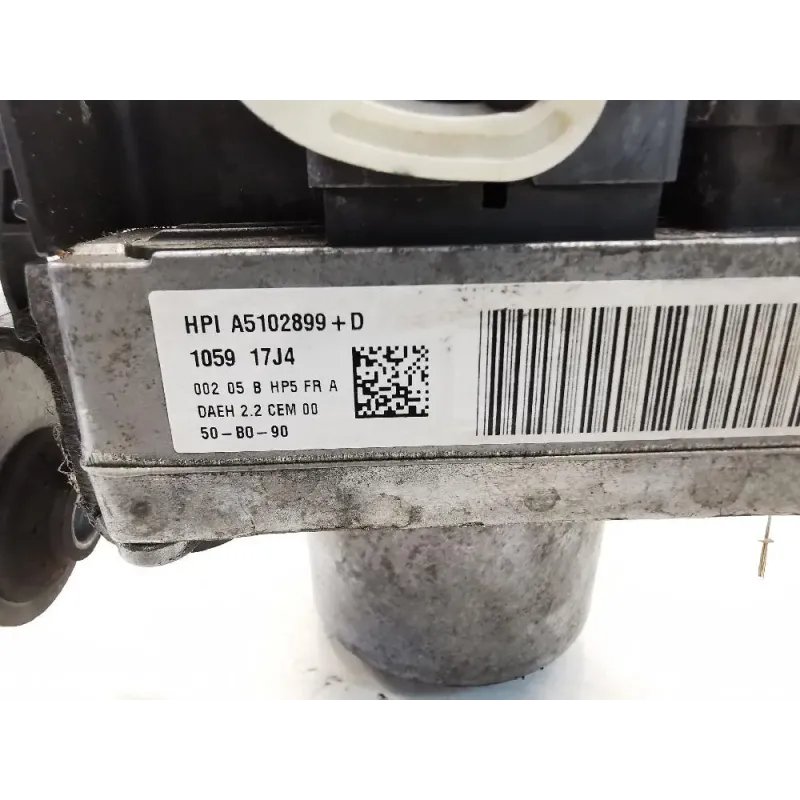 HPI A5102899+D
1059 17J4
002 05 B HP5 FR A
DAEH 2.2 CEM 00
50-B0-90